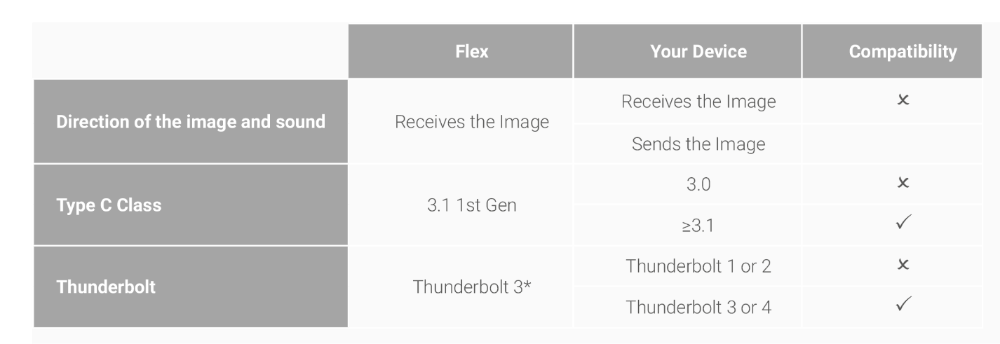 Flex Your Device Compatibility
Direction of the image and sound Receives the Image Receives the Image ✗
Sends the Image
Type C Class 3.1 1st Gen 3.0 ✗
≥3.1 ✓
Thunderbolt Thunderbolt 3* Thunderbolt 1 or 2 ✗
Thunderbolt 3 or 4 ✓